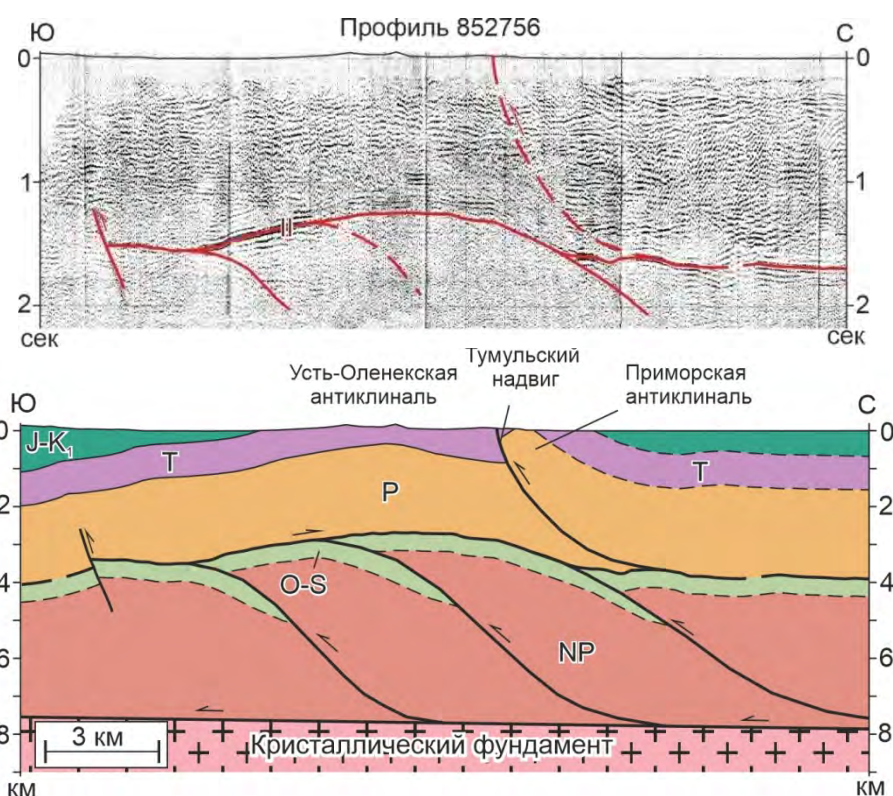 Профиль 852756
Ю
С
0
0
1
1
II
2
2
сек
сек
Ю
Усть-Оленекская
антиклиналь
Тумульский
надвиг
Приморская
антиклиналь
С
0
0
J-K₁
T
T
2
2
P
4
4
O-S
NP
6
6
8
8
3 км
Кристаллический фундамент
км
км